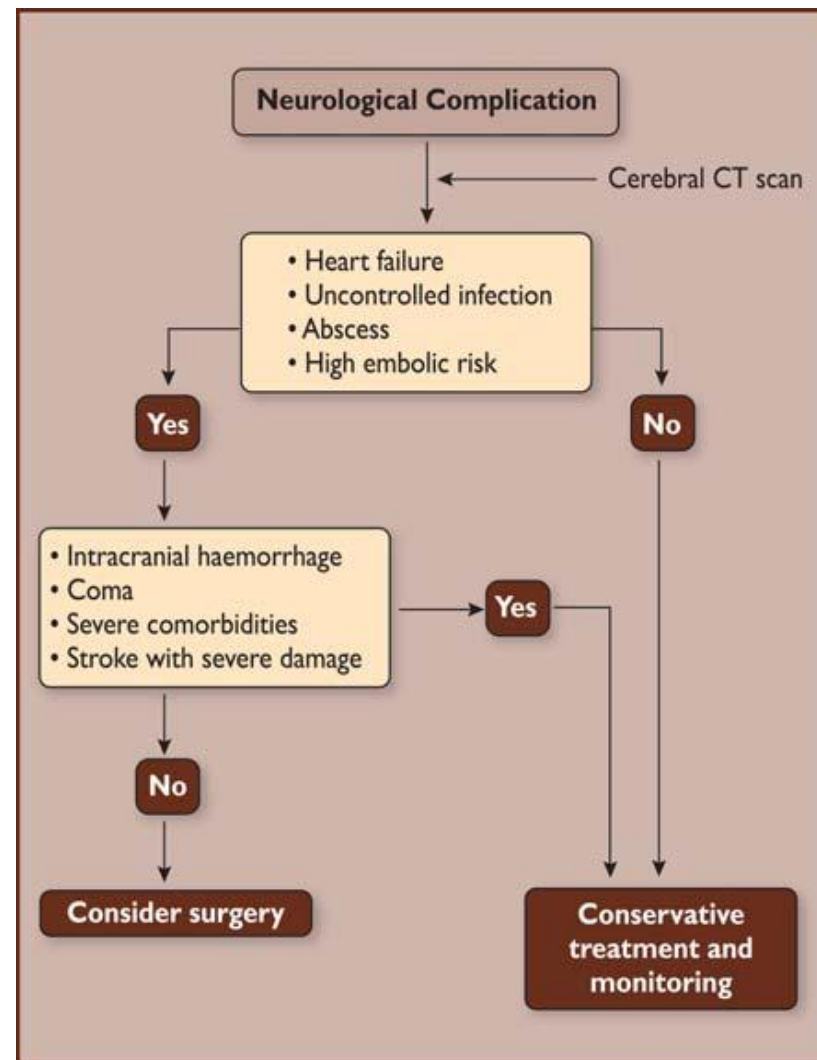 Neurological Complication
Cerebral CT scan
• Heart failure
• Uncontrolled infection
• Abscess
• High embolic risk
Yes
No
• Intracranial haemorrhage
• Coma
• Severe comorbidities
• Stroke with severe damage
Yes
No
Consider surgery
Conservative
treatment and
monitoring